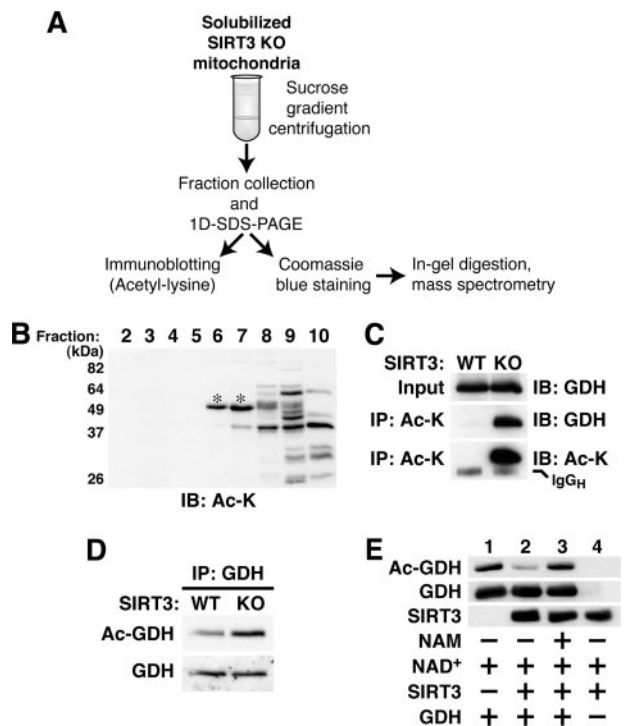 A
Solubilized
SIRT3 KO
mitochondria
Sucrose
gradient
centrifugation
Fraction collection
and
1D-SDS-PAGE
Immunoblotting
(Acetyl-lysine)
Coomassie
blue staining
In-gel digestion,
mass spectrometry
B
Fraction: 2 3 4 5 6 7 8 9 10
(kDa)
82
64
49
37
26
* *
IB: Ac-K
C
SIRT3: WT KO
Input IB: GDH
IP: Ac-K IB: GDH
IP: Ac-K IB: Ac-K
IgGH
D
IP: GDH
SIRT3: WT KO
Ac-GDH
GDH
E
1 2 3 4
Ac-GDH
GDH
SIRT3
NAM − − + −
NAD+ + + + +
SIRT3 − + + +
GDH + + + −